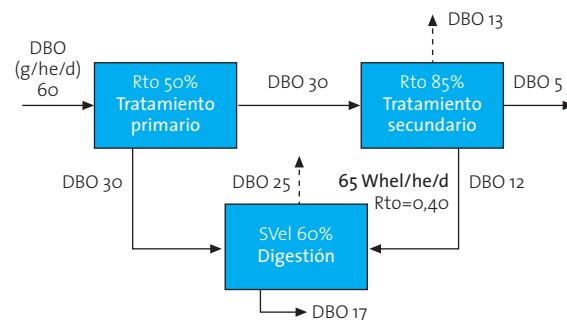 DBO
(g/he/d)
60
Rto 50%
Tratamiento
primario
DBO 30
DBO 13
Rto 85%
Tratamiento
secundario
DBO 5
DBO 30
DBO 25
65 Whel/he/d
Rto=0,40
DBO 12
SVel 60%
Digestión
DBO 17